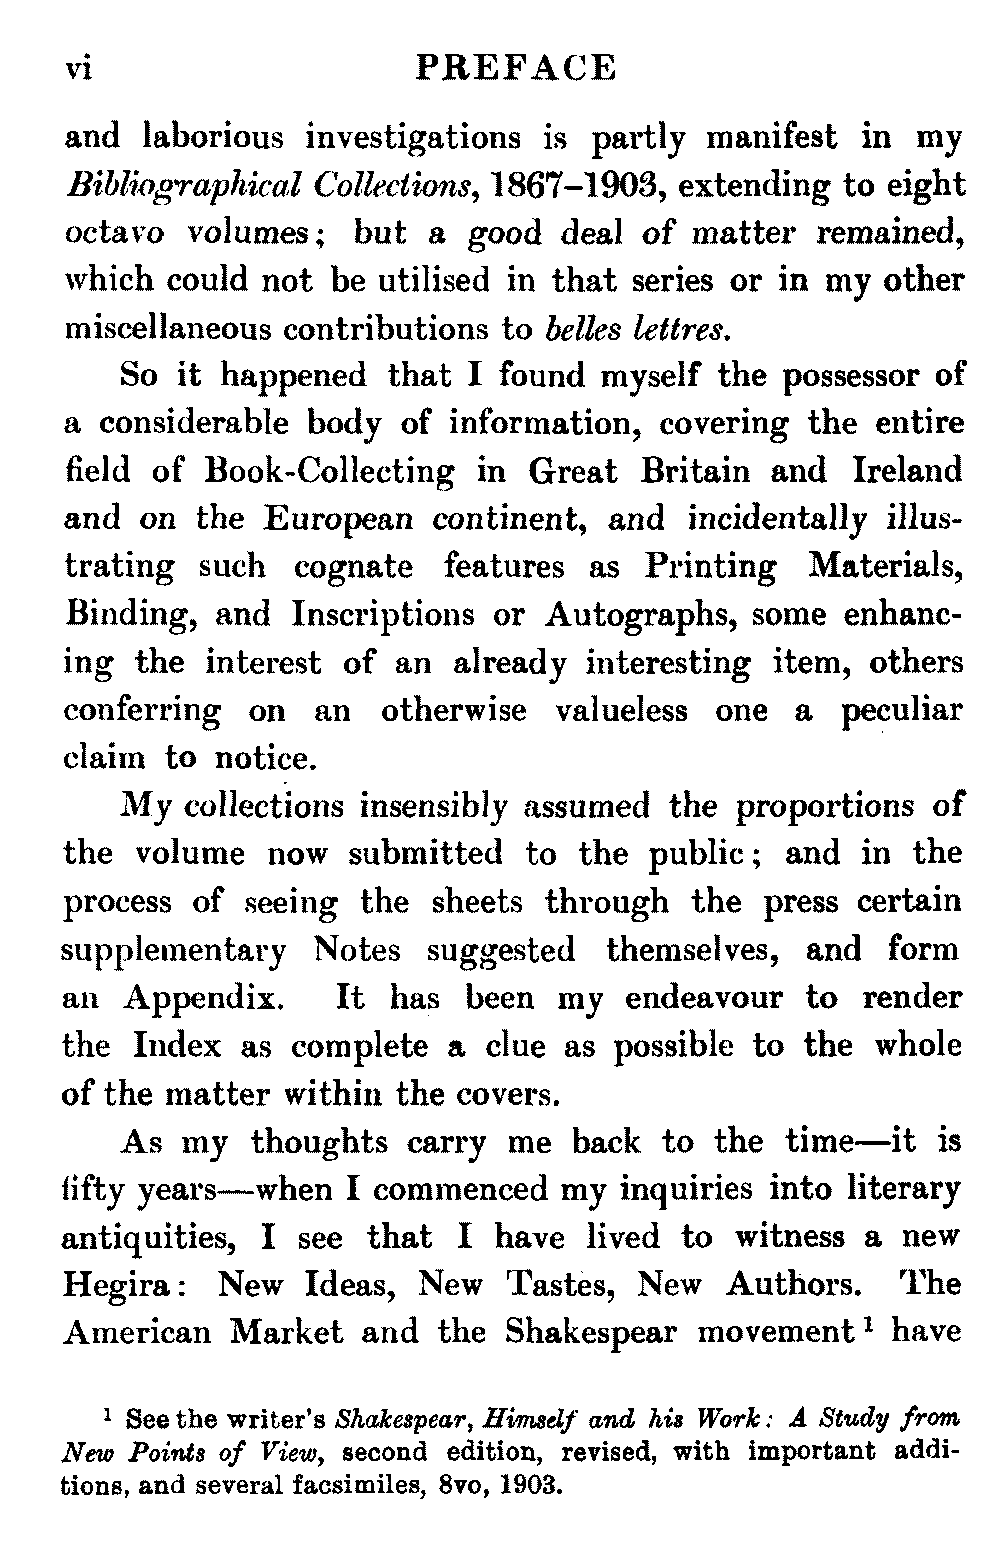 vi PREFACE
and laborious investigations is partly manifest in my
Bibliographical Collections, 1867–1903, extending to eight
octavo volumes; but a good deal of matter remained,
which could not be utilised in that series or in my other
miscellaneous contributions to belles lettres.
So it happened that I found myself the possessor of
a considerable body of information, covering the entire
field of Book-Collecting in Great Britain and Ireland
and on the European continent, and incidentally illus-
trating such cognate features as Printing Materials,
Binding, and Inscriptions or Autographs, some enhanc-
ing the interest of an already interesting item, others
conferring on an otherwise valueless one a peculiar
claim to notice.
My collections insensibly assumed the proportions of
the volume now submitted to the public; and in the
process of seeing the sheets through the press certain
supplementary Notes suggested themselves, and form
an Appendix. It has been my endeavour to render
the Index as complete a clue as possible to the whole
of the matter within the covers.
As my thoughts carry me back to the time—it is
fifty years—when I commenced my inquiries into literary
antiquities, I see that I have lived to witness a new
Hegira: New Ideas, New Tastes, New Authors. The
American Market and the Shakespear movement ¹ have
¹ See the writer's Shakespear, Himself and his Work: A Study from
New Points of View, second edition, revised, with important addi-
tions, and several facsimiles, 8vo, 1903.